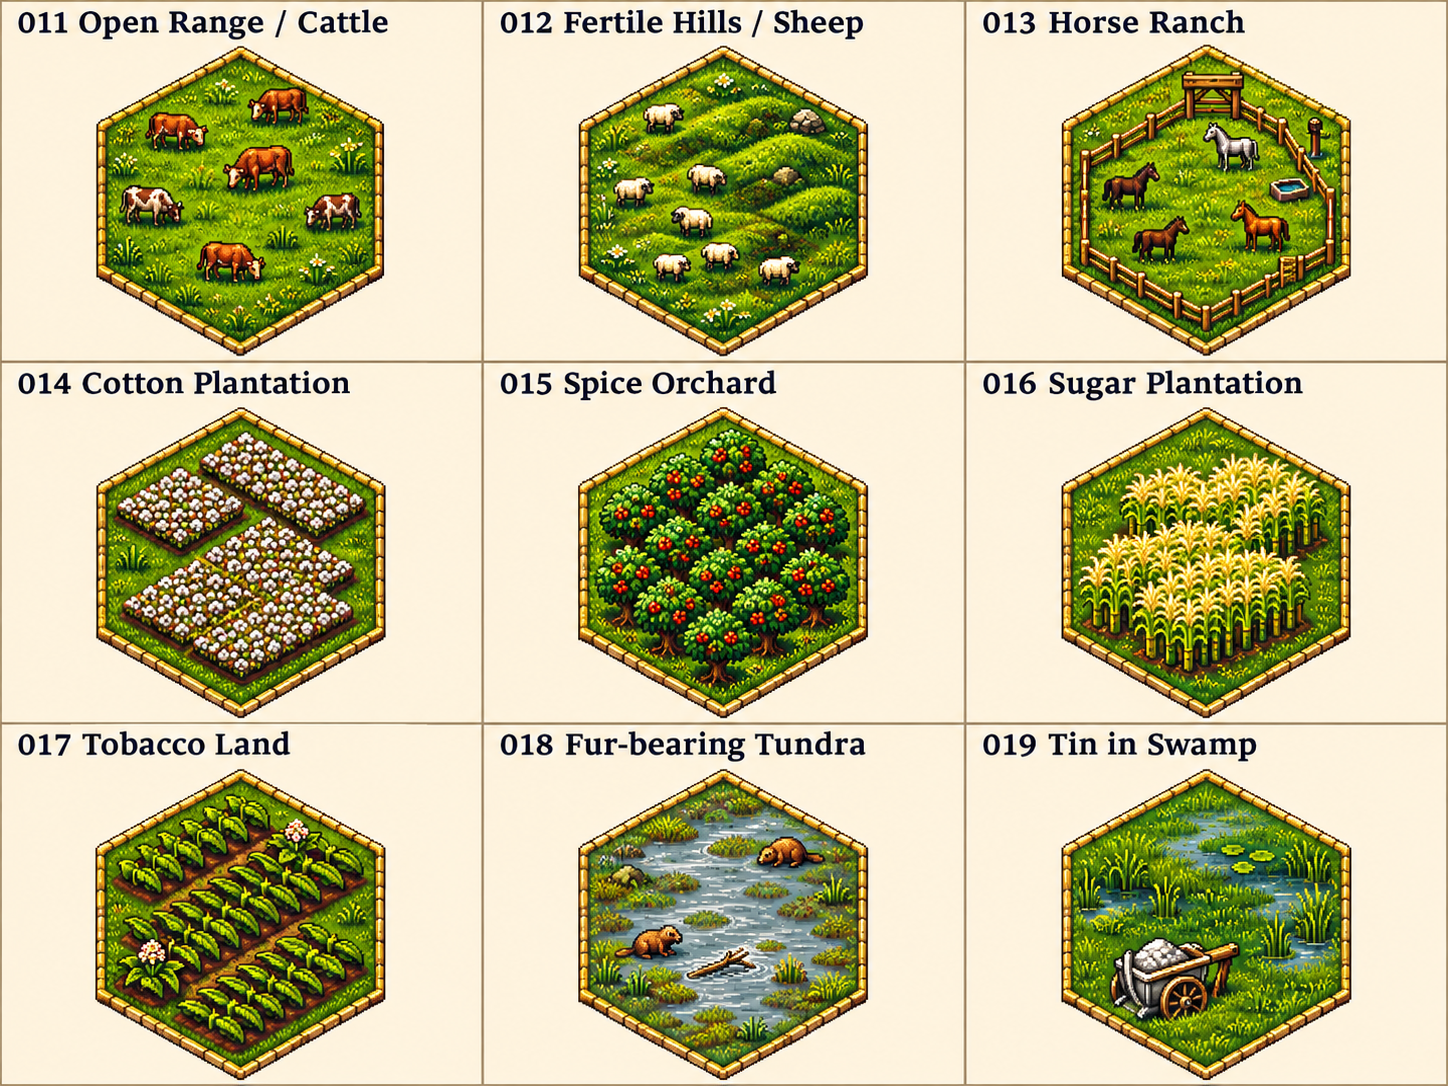 011 Open Range / Cattle
012 Fertile Hills / Sheep
013 Horse Ranch
014 Cotton Plantation
015 Spice Orchard
016 Sugar Plantation
017 Tobacco Land
018 Fur-bearing Tundra
019 Tin in Swamp